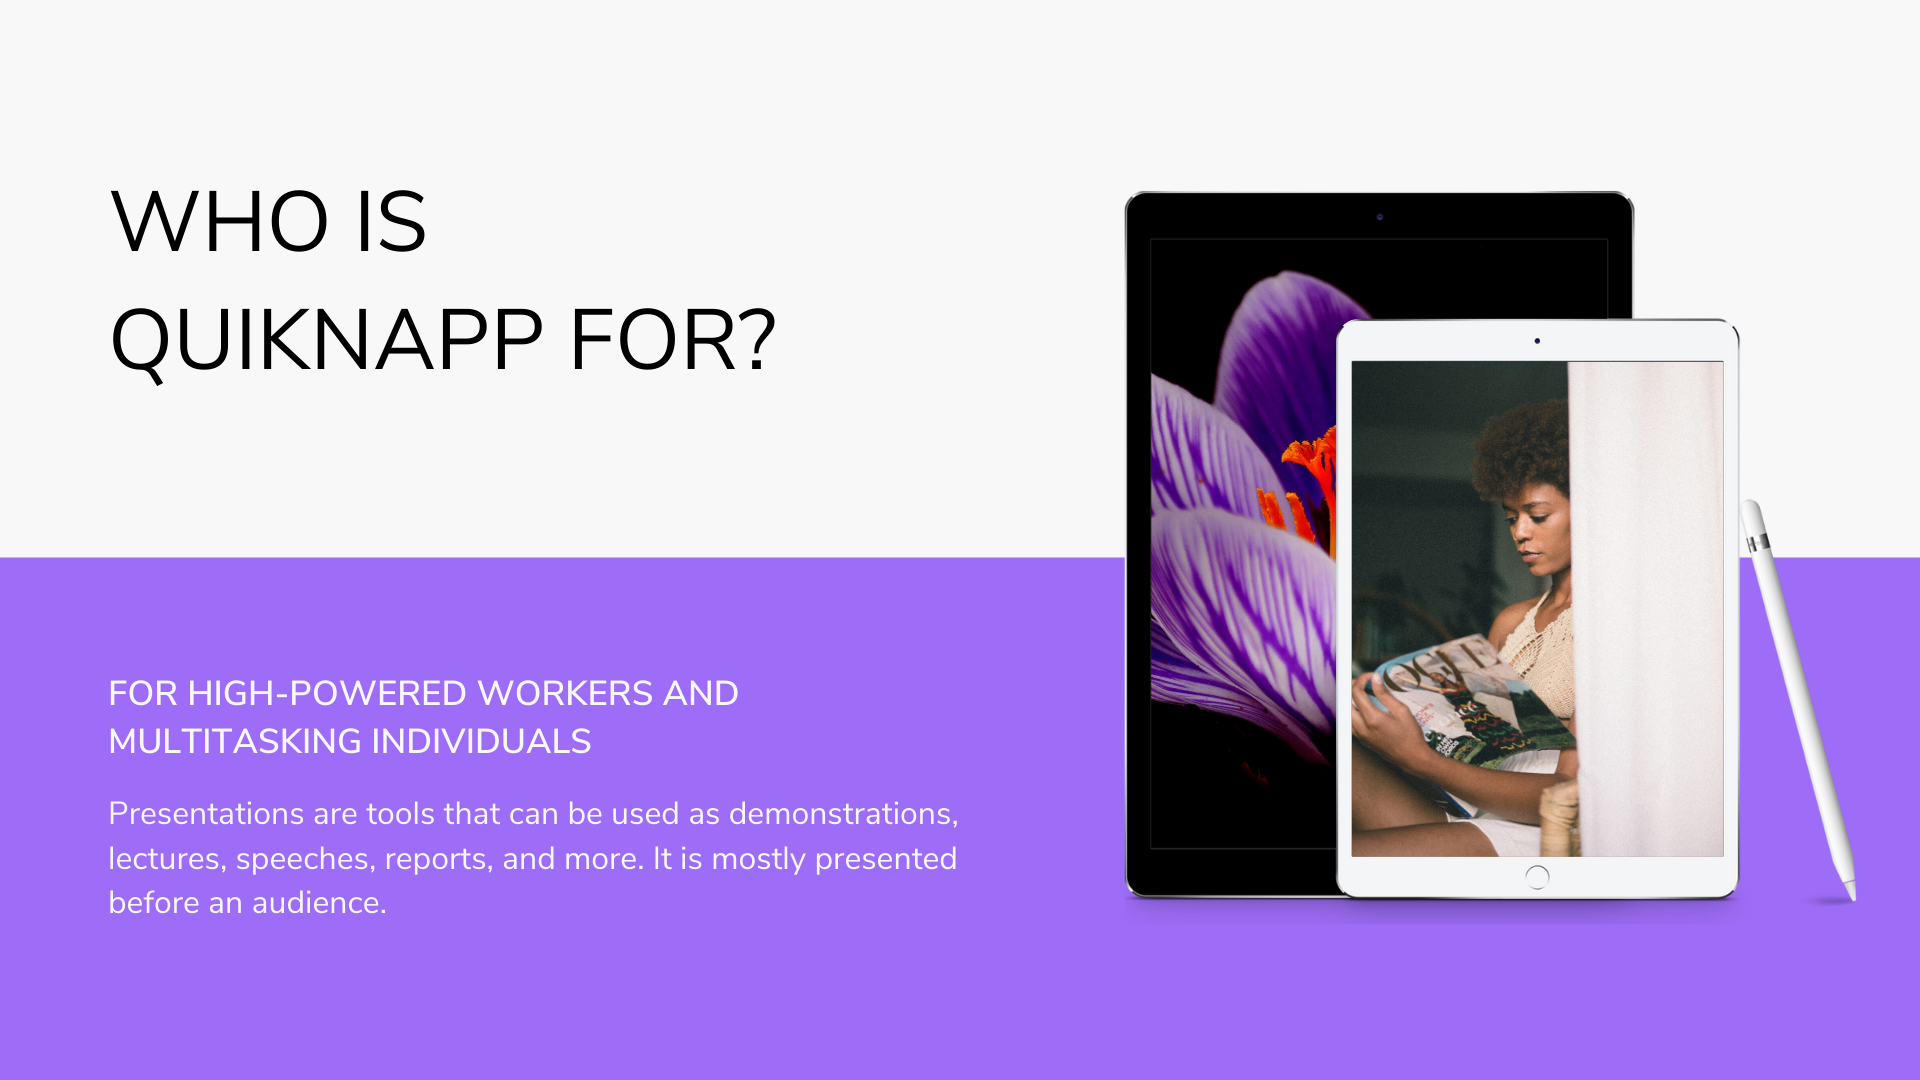 WHO IS
QUIKNAPP FOR?
FOR HIGH-POWERED WORKERS AND
MULTITASKING INDIVIDUALS
Presentations are tools that can be used as demonstrations,
lectures, speeches, reports, and more. It is mostly presented
before an audience.